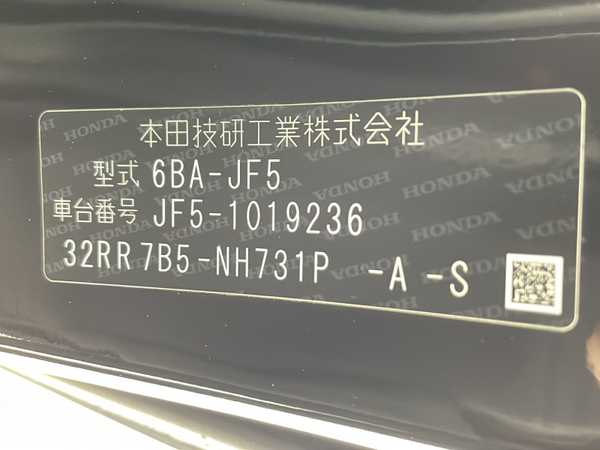 本田技研工業株式会社
型式 6BA-JF5
車台番号 JF5-1019236
32RR7B5-NH731P -A -S